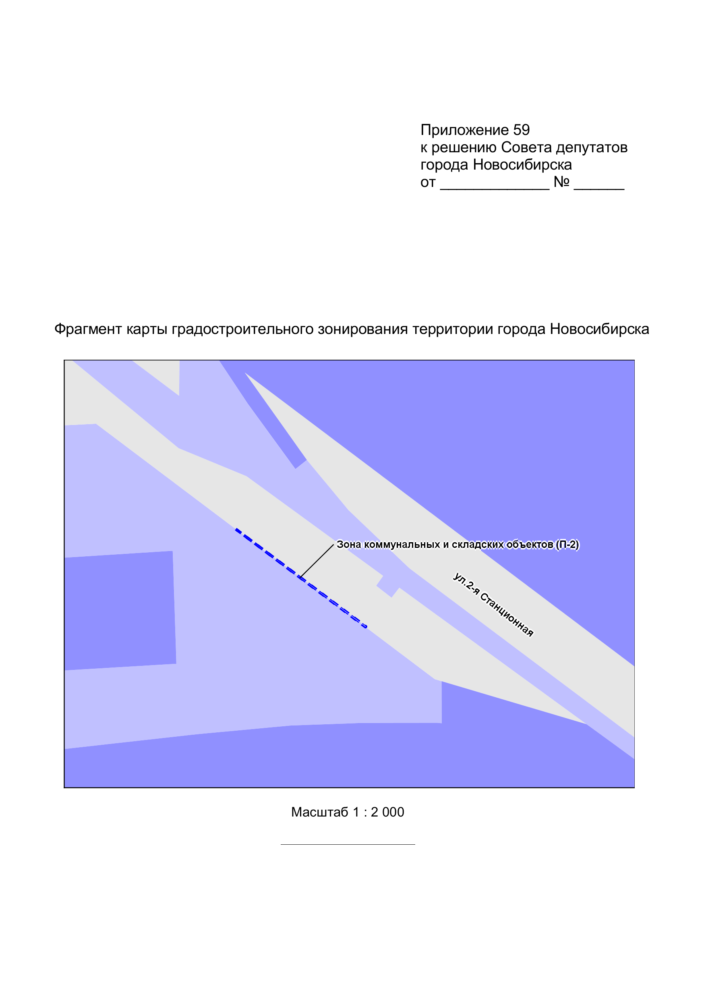 Приложение 59
к решению Совета депутатов
города Новосибирска
от _____________ № ______
Фрагмент карты градостроительного зонирования территории города Новосибирска
Зона коммунальных и складских объектов (П-2)
ул.2-я Станционная
Масштаб 1 : 2 000